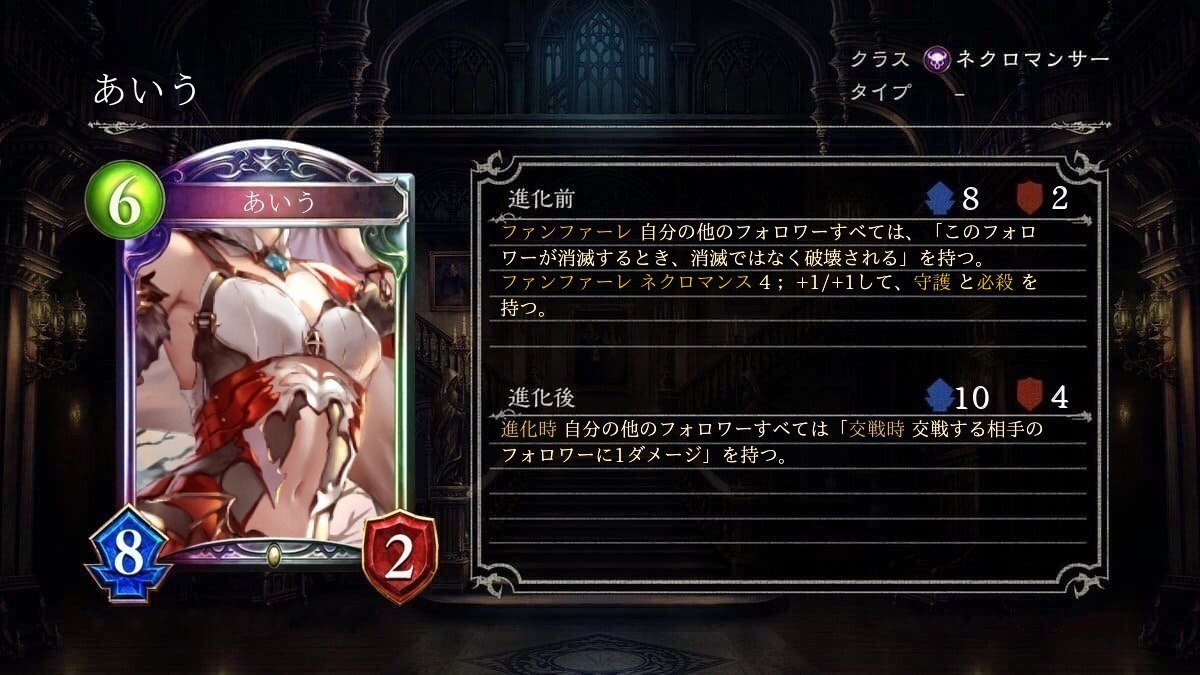 あいう
クラス ネクロマンサー
タイプ -
6
あいう
8
2
進化前 8 2
ファンファーレ 自分の他のフォロワーすべては、「このフォロ
ワーが消滅するとき、消滅ではなく破壊される」を持つ。
ファンファーレ ネクロマンス 4 ; +1/+1して、守護 と必殺 を
持つ。
進化後 10 4
進化時 自分の他のフォロワーすべては「交戦時 交戦する相手の
フォロワーに1ダメージ」を持つ。